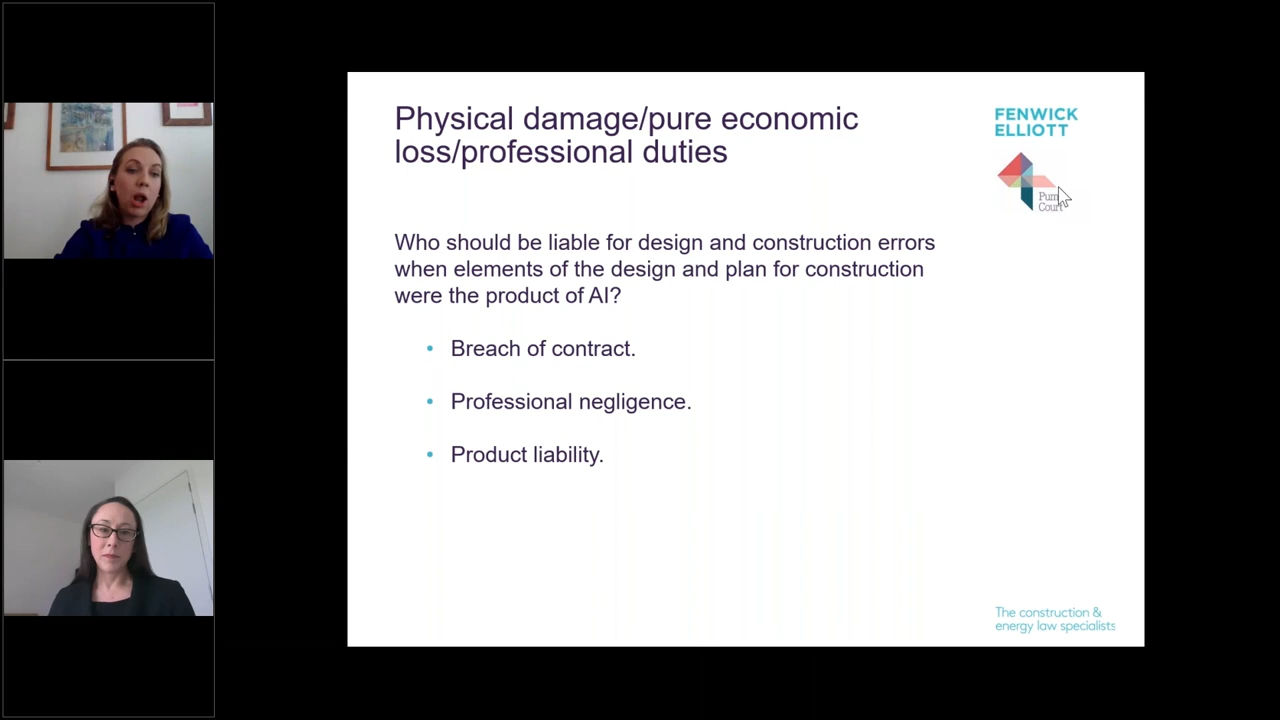 Physical damage/pure economic
loss/professional duties
FENWICK
ELLIOTT
Pump
Court
Who should be liable for design and construction errors
when elements of the design and plan for construction
were the product of AI?
• Breach of contract.
• Professional negligence.
• Product liability.
The construction &
energy law specialists